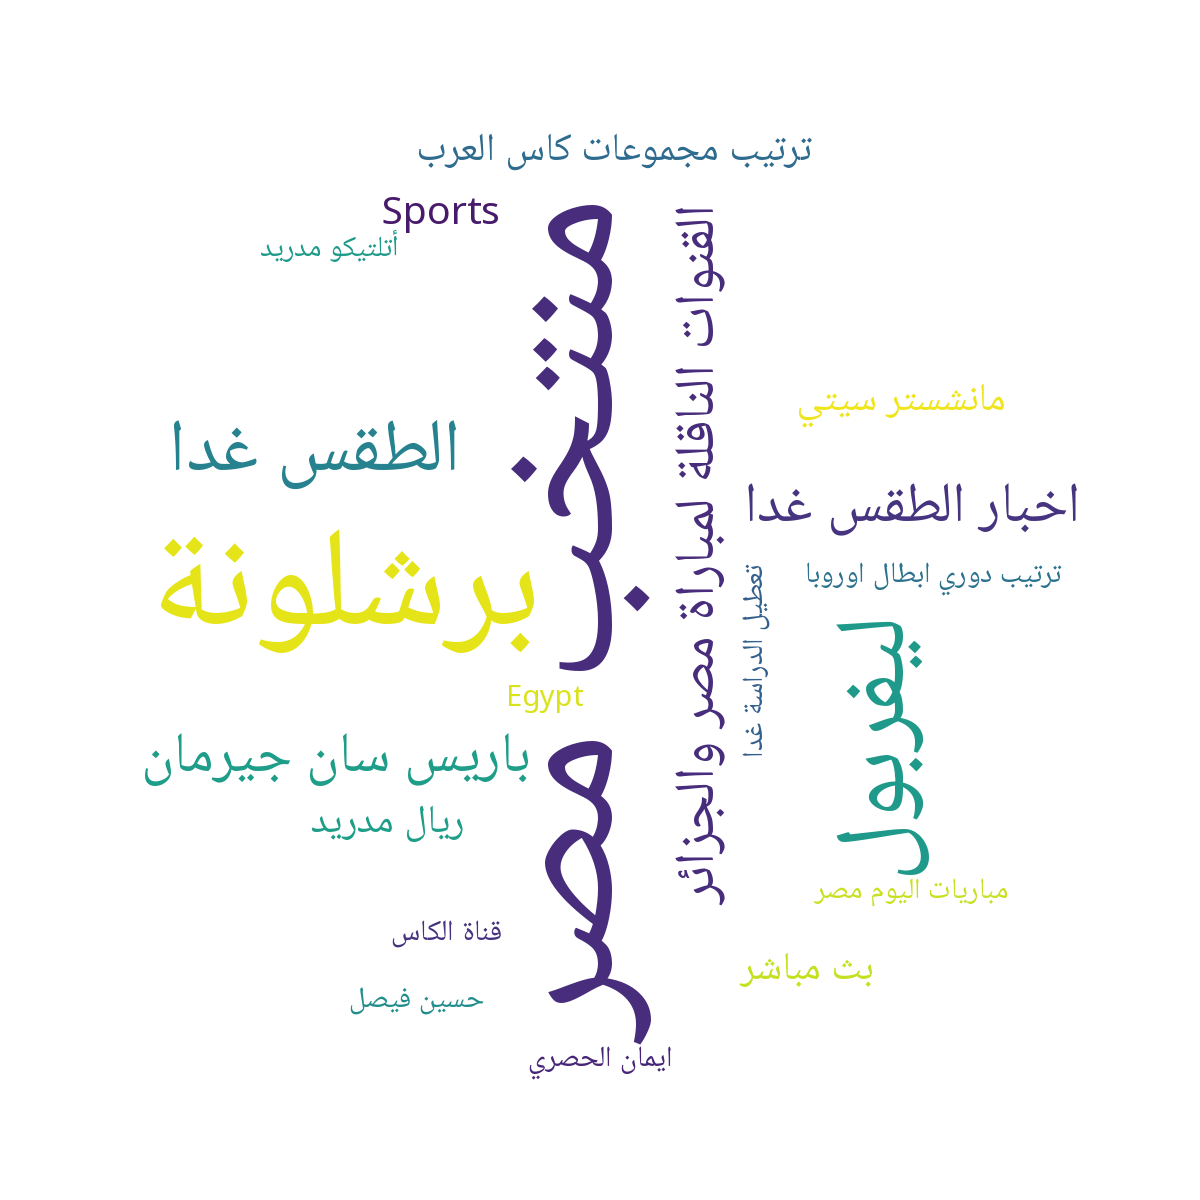 ترتيب مجموعات كاس العرب
Sports
أتلتيكو مدريد
منتخب مصر
القنوات الناقلة لمباراة مصر والجزائر
مانشستر سيتي
الطقس غدا
اخبار الطقس غدا
برشلونة
ترتيب دوري ابطال اوروبا
تعطيل الدراسة غدا
ليفربول
Egypt
باريس سان جيرمان
ريال مدريد
مباريات اليوم مصر
قناة الكاس
بث مباشر
حسين فيصل
ايمان الحصري